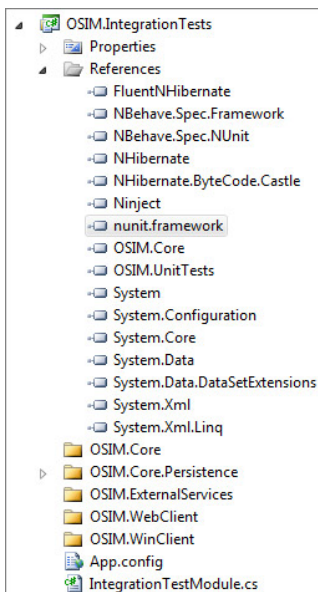 OSIM.IntegrationTests
Properties
References
FluentNHibernate
NBehave.Spec.Framework
NBehave.Spec.NUnit
NHibernate
NHibernate.ByteCode.Castle
Ninject
nunit.framework
OSIM.Core
OSIM.UnitTests
System
System.Configuration
System.Core
System.Data
System.Data.DataSetExtensions
System.Xml
System.Xml.Linq
OSIM.Core
OSIM.Core.Persistence
OSIM.ExternalServices
OSIM.WebClient
OSIM.WinClient
App.config
IntegrationTestModule.cs